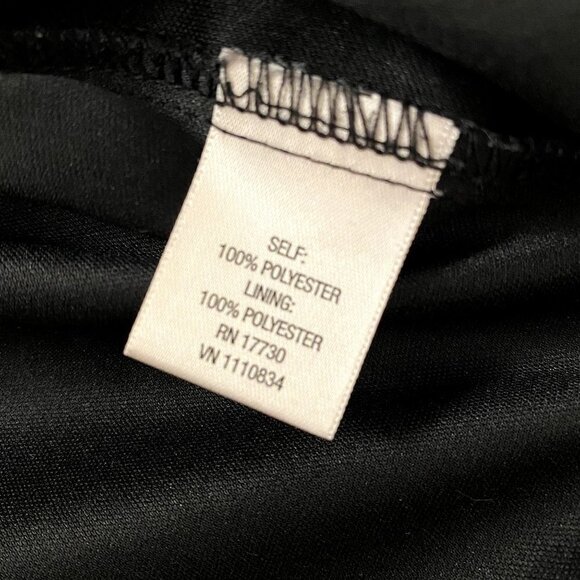 SELF:
100% POLYESTER
LINING:
100% POLYESTER
RN 17730
VN 1110834